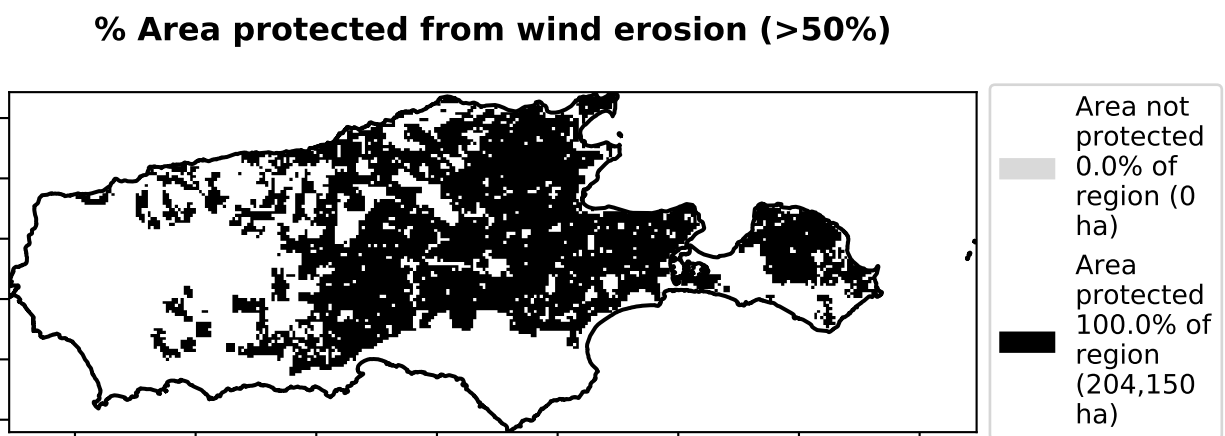 % Area protected from wind erosion (>50%)
Area not
protected
0.0% of
region (0
ha)
Area
protected
100.0% of
region
(204,150
ha)